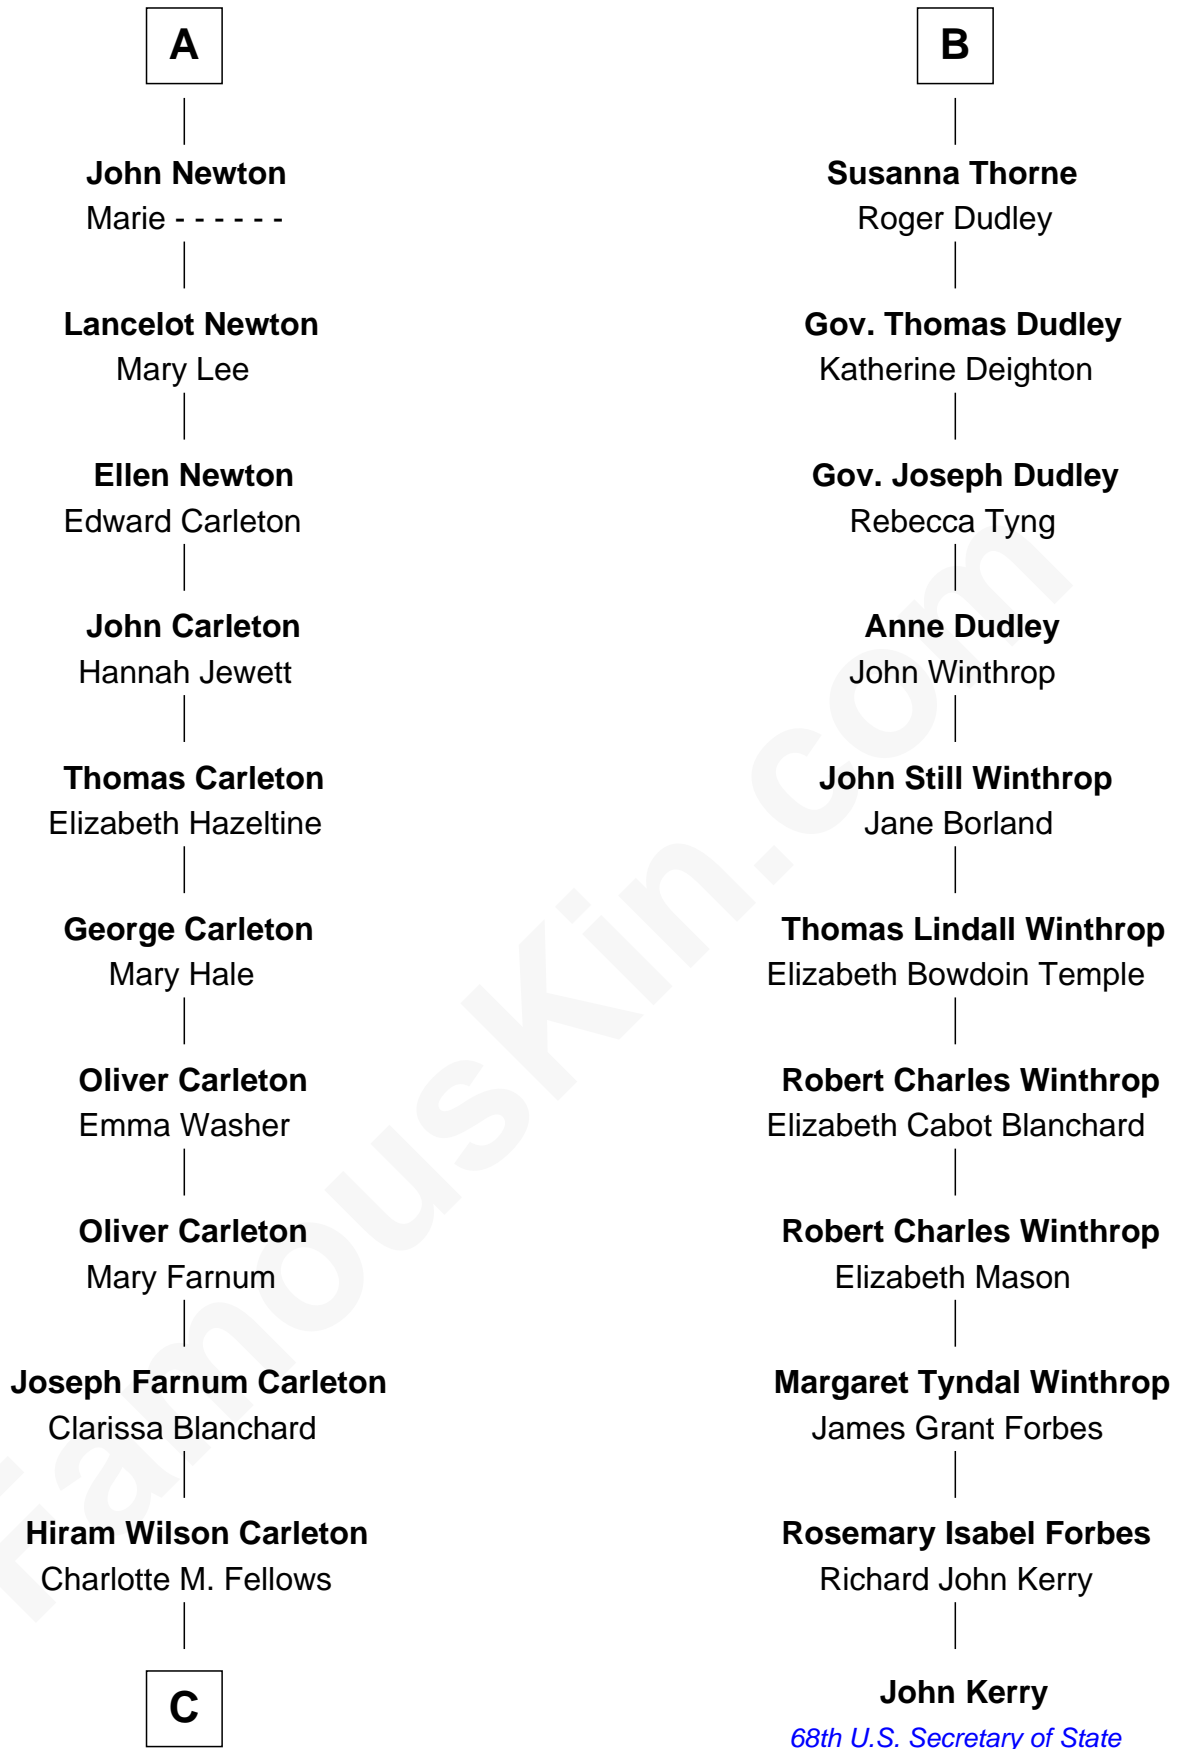 A
John Newton
Marie - - - - - -
Lancelot Newton
Mary Lee
Ellen Newton
Edward Carleton
John Carleton
Hannah Jewett
Thomas Carleton
Elizabeth Hazeltine
George Carleton
Mary Hale
Oliver Carleton
Emma Washer
Oliver Carleton
Mary Farnum
Joseph Farnum Carleton
Clarissa Blanchard
Hiram Wilson Carleton
Charlotte M. Fellows
C
B
Susanna Thorne
Roger Dudley
Gov. Thomas Dudley
Katherine Deighton
Gov. Joseph Dudley
Rebecca Tyng
Anne Dudley
John Winthrop
John Still Winthrop
Jane Borland
Thomas Lindall Winthrop
Elizabeth Bowdoin Temple
Robert Charles Winthrop
Elizabeth Cabot Blanchard
Robert Charles Winthrop
Elizabeth Mason
Margaret Tyndal Winthrop
James Grant Forbes
Rosemary Isabel Forbes
Richard John Kerry
John Kerry
68th U.S. Secretary of State
FamousKin.com